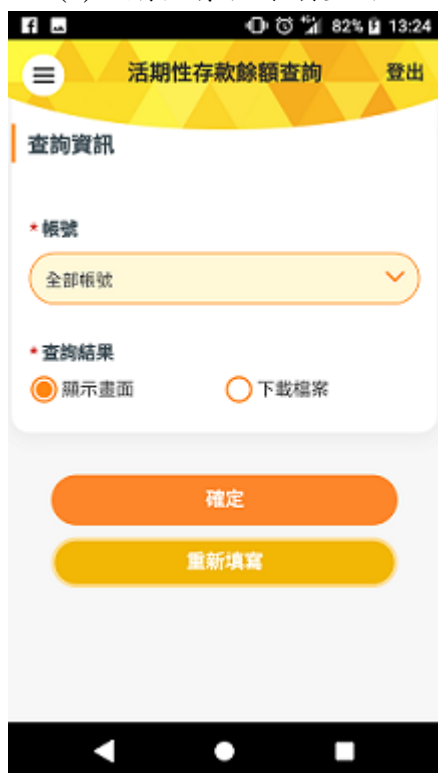 82% 13:24
活期性存款餘額查詢 登出
查詢資訊
*帳號
全部帳號
*查詢結果
顯示畫面 下載檔案
確定
重新填寫